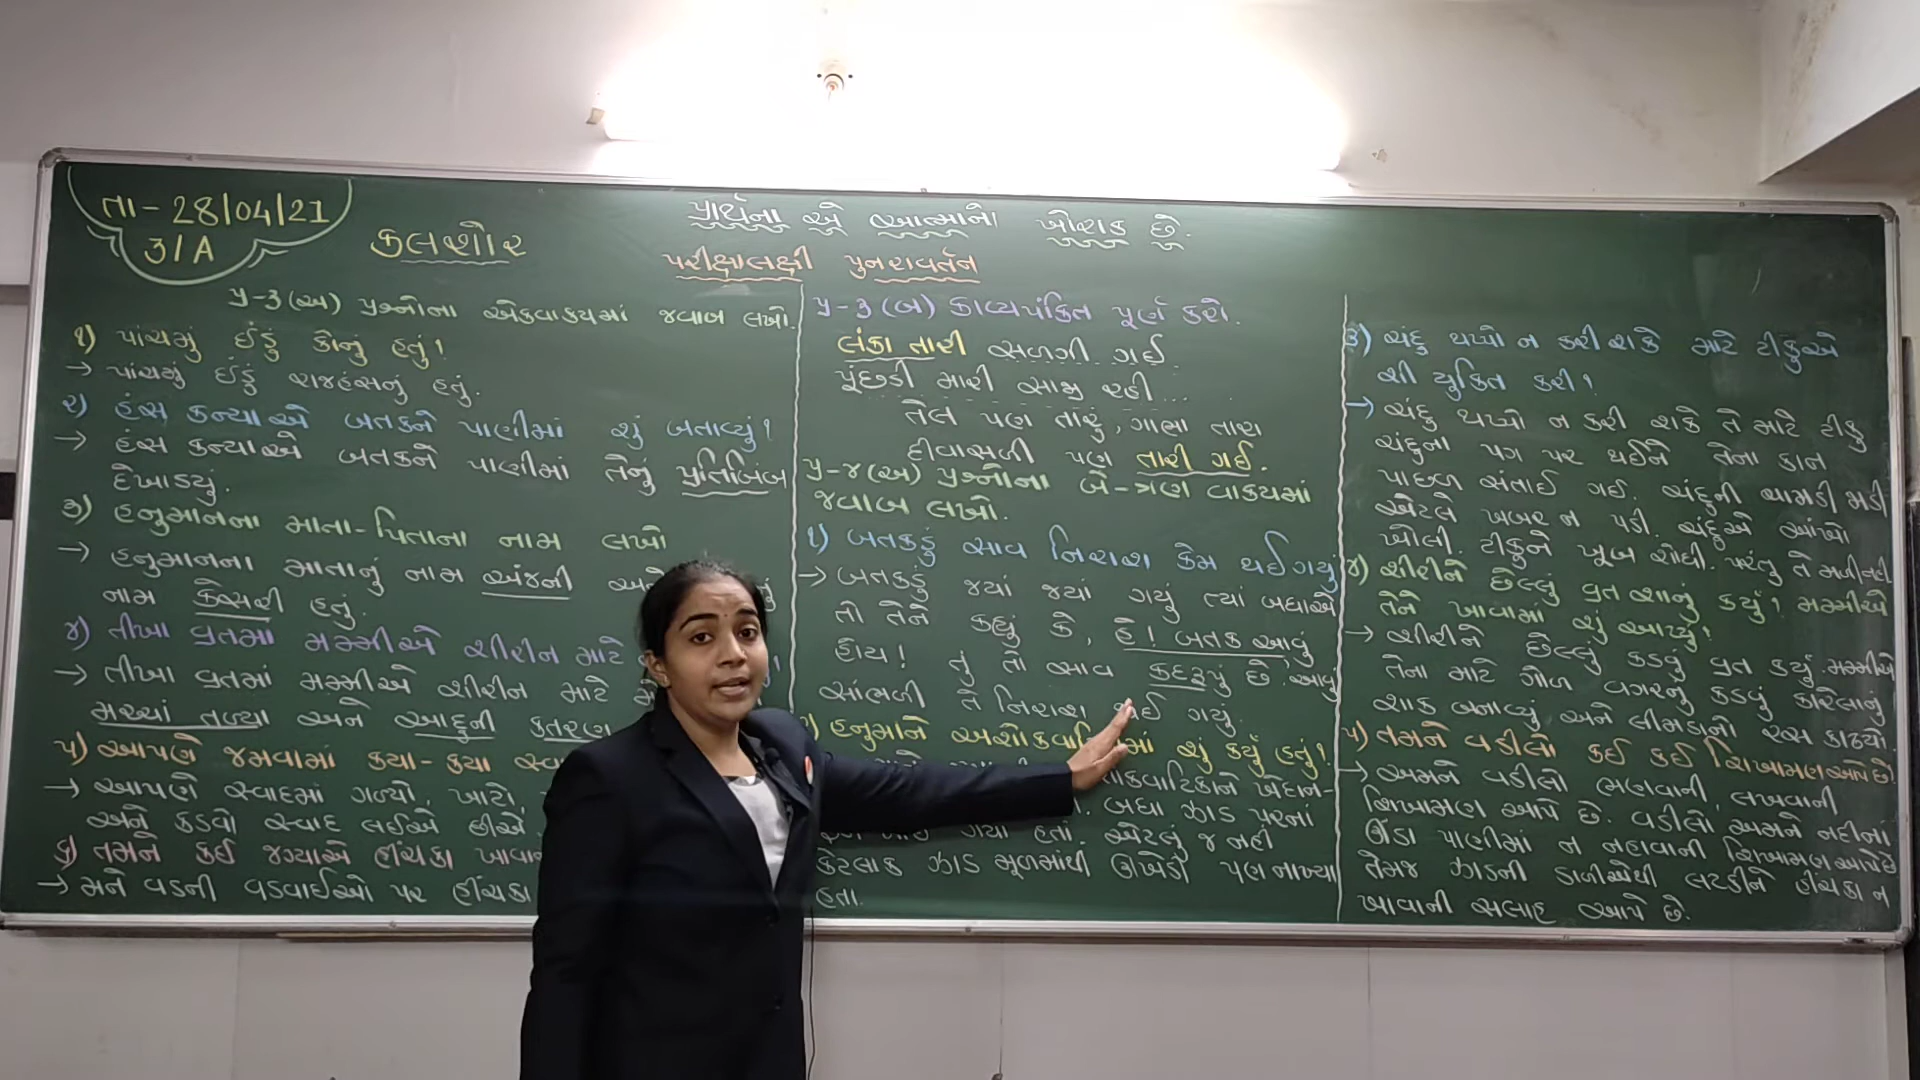 તા- 28/04/21
3/A
કલશોર
પ્રાર્થના એ આત્માનો ખોરાક છે.
પરીક્ષાલક્ષી પુનરાવર્તન
પ્ર-૩(અ) પ્રશ્નોના એકવાક્યમાં જવાબ લખો.
૧) પાંચમું ઈંડું કોનું હતું?
→ પાંચમું ઈંડું રાજહંસનું હતું.
૨) હંસ કન્યાએ બતકને પાણીમાં શું બતાવ્યું?
→ હંસ કન્યાએ બતકને પાણીમાં તેનું પ્રતિબિંબ
દેખાડયું.
૩) હનુમાનના માતા-પિતાના નામ લખો
→ હનુમાનના માતાનું નામ અંજની
નામ કેસરી હતું.
૪) તીખા વ્રતમાં મમ્મીએ શીરીન માટે
→ તીખા વ્રતમાં મમ્મીએ શીરીન માટે
મરચાં તળ્યા અને આદુની કતરણ
૫) આપણે જમવામાં કયા-કયા
→ આપણે સ્વાદમાં ગળ્યો, ખાટો,
અને કડવો સ્વાદ લઈએ છીએ
૬) તમને કઈ જગ્યાએ હીંચકા ખાવા
→ મને વડની વડવાઈઓ પર હીંચકા
પ્ર-૩(બ) કાવ્યપંક્તિ પૂર્ણ કરો.
લંકા તારી સળગી ગઈ
પૂંછડી મારી સાજી રહી
તેલ પણ તારું, ગાભા તારા
દીવાસળી પણ તારી ગઈ.
પ્ર-૪(અ) પ્રશ્નોના બે-ત્રણ વાક્યમાં
જવાબ લખો.
૧) બતકડું સાવ નિરાશ કેમ થઈ ગયું
→ બતકડું જયાં જયાં ગયું ત્યાં બધાએ
તો તેને કહ્યું કે, હે! બતક આવું
હોય! તું તો સાવ કદરૂપું છે. આવું
સાંભળી તે નિરાશ થઈ ગયું.
૨) હનુમાને અશોકવાટિકામાં શું કર્યું હતું?
ખેદાન-
બધા ઝાડ પરનાં
ગયા હતા. એટલું જ નહીં
કેટલાક ઝાડ મૂળમાંથી ઊખેડી પણ નાખ્યા
હતા.
૩) ચંદુ થપ્પો ન કરી શકે માટે ટીકુએ
શી યુક્તિ કરી?
→ ચંદુ થપ્પો ન કરી શકે તે માટે ટીકુ
ચંદુના પગ પર થઈને તેના કાન
પાછળ સંતાઈ ગઈ. ચંદુની ચામડી જાડી
એટલે ખબર ન પડી. ચંદુએ આંખો
ખોલી. ટીકુને ખૂબ શોધી. પરંતુ તે મળી નહી
૪) શીરીને છેલ્લું વ્રત શાનું કર્યું? મમ્મીએ
તેને ખાવામાં શું આપ્યું?
→ શીરીને છેલ્લું કડવું વ્રત કર્યું. મમ્મીએ
તેના માટે ગોળ વગરનું કડવું કારેલાનું
શાક બનાવ્યું અને લીમડાનો રસ કાઢયો.
૫) તમને વડીલો કઈ કઈ શિખામણ આપે છે?
→ અમને વડીલો ભણવાની, લખવાની
શિખામણ આપે છે. વડીલો અમને નદીના
ઊંડા પાણીમાં ન નહાવાની શિખામણ આપે છે
તેમજ ઝાડની ડાળીએથી લટકીને હીંચકા ન
ખાવાની સલાહ આપે છે.